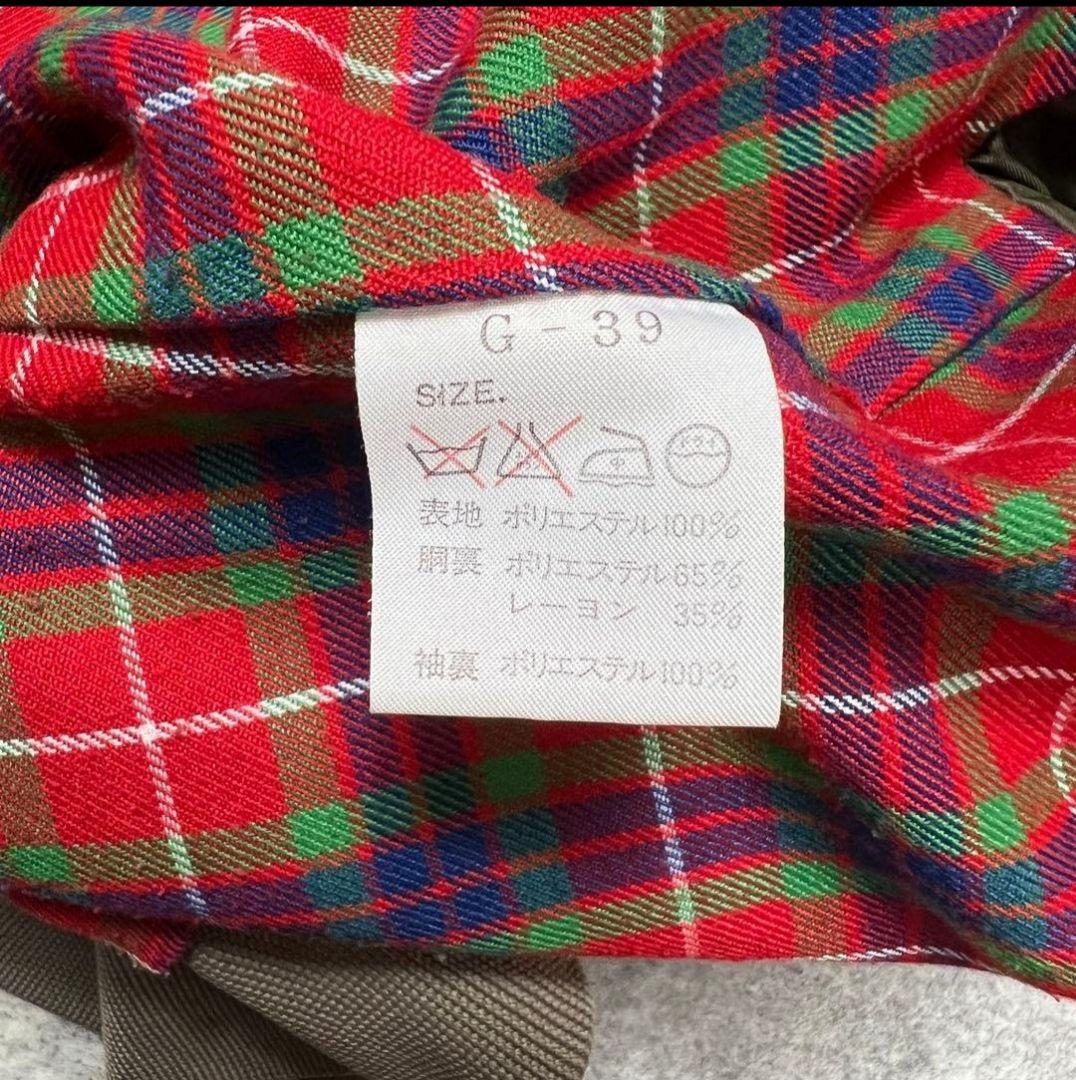 G-39
SIZE.
表地 ポリエステル100%
胴裏 ポリエステル65%
レーヨン 35%
袖裏 ポリエステル100%